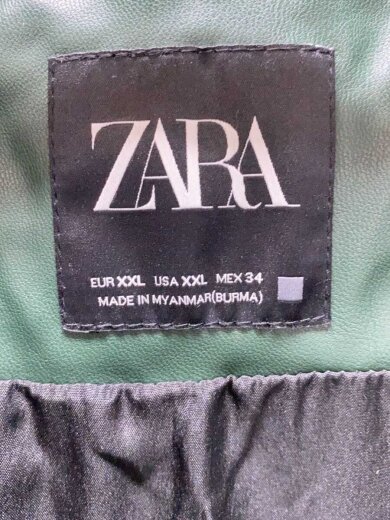 ZARA
EUR XXL USA XXL MEX 34
MADE IN MYANMAR(BURMA)